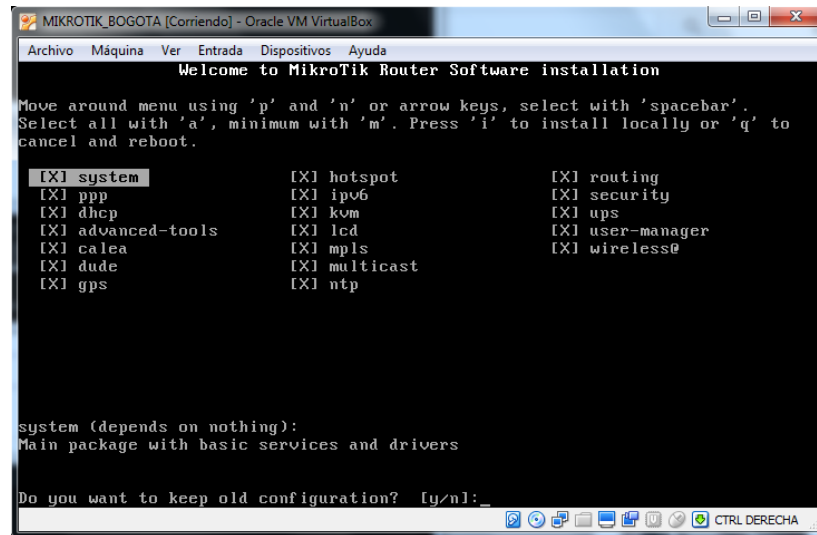 MIKROTIK_BOGOTA [Corriendo] - Oracle VM VirtualBox
Archivo Máquina Ver Entrada Dispositivos Ayuda
Welcome to MikroTik Router Software installation
Move around menu using 'p' and 'n' or arrow keys, select with 'spacebar'.
Select all with 'a', minimum with 'm'. Press 'i' to install locally or 'q' to
cancel and reboot.
[X] system [X] hotspot [X] routing
[X] ppp [X] ipv6 [X] security
[X] dhcp [X] kvm [X] ups
[X] advanced-tools [X] lcd [X] user-manager
[X] calea [X] mpls [X] wireless@
[X] dude [X] multicast
[X] gps [X] ntp
system (depends on nothing):
Main package with basic services and drivers
Do you want to keep old configuration? [y/n]:_
CTRL DERECHA